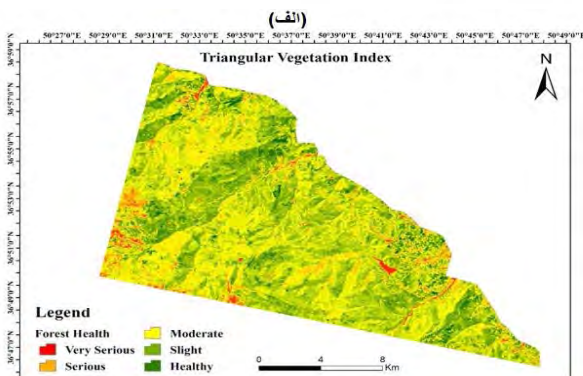 (الف)
50°27'0"E 50°29'0"E 50°31'0"E 50°33'0"E 50°35'0"E 50°37'0"E 50°39'0"E 50°41'0"E 50°43'0"E 50°45'0"E 50°47'0"E 50°49'0"E
Triangular Vegetation Index
N
36°59'0"N
36°57'0"N
36°55'0"N
36°53'0"N
36°51'0"N
36°49'0"N
36°47'0"N
Legend
Forest Health
Very Serious
Serious
Moderate
Slight
Healthy
0 4 8
Km